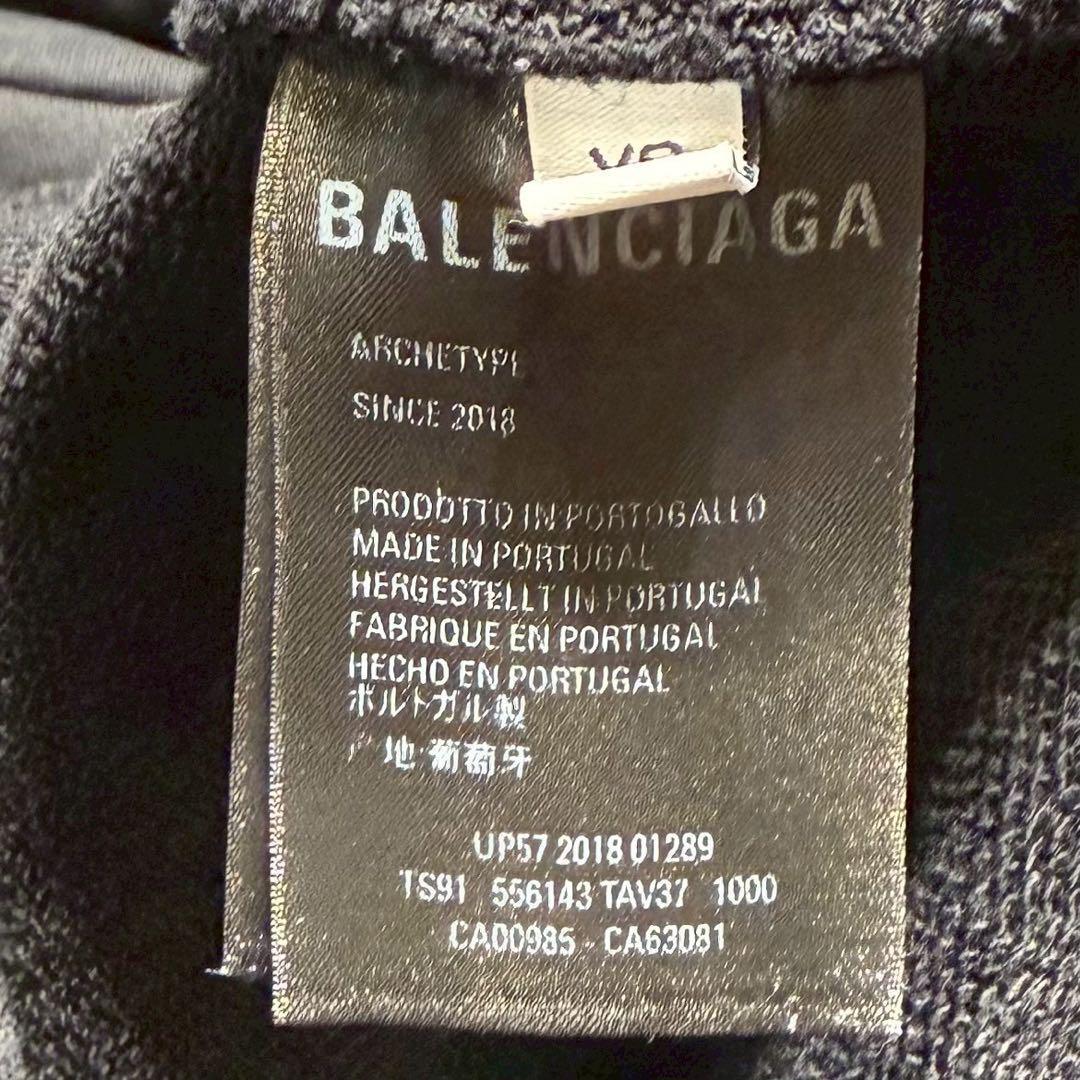 BALENCIAGA
ARCHETYPE
SINCE 2018
PRODOTTO IN PORTOGALLO
MADE IN PORTUGAL
HERGESTELLT IN PORTUGAL
FABRIQUE EN PORTUGAL
HECHO EN PORTUGAL
ポルトガル製
产地:葡萄牙
UP57 2018 01289
TS91 556143 TAV37 1000
CA00985 - CA63081